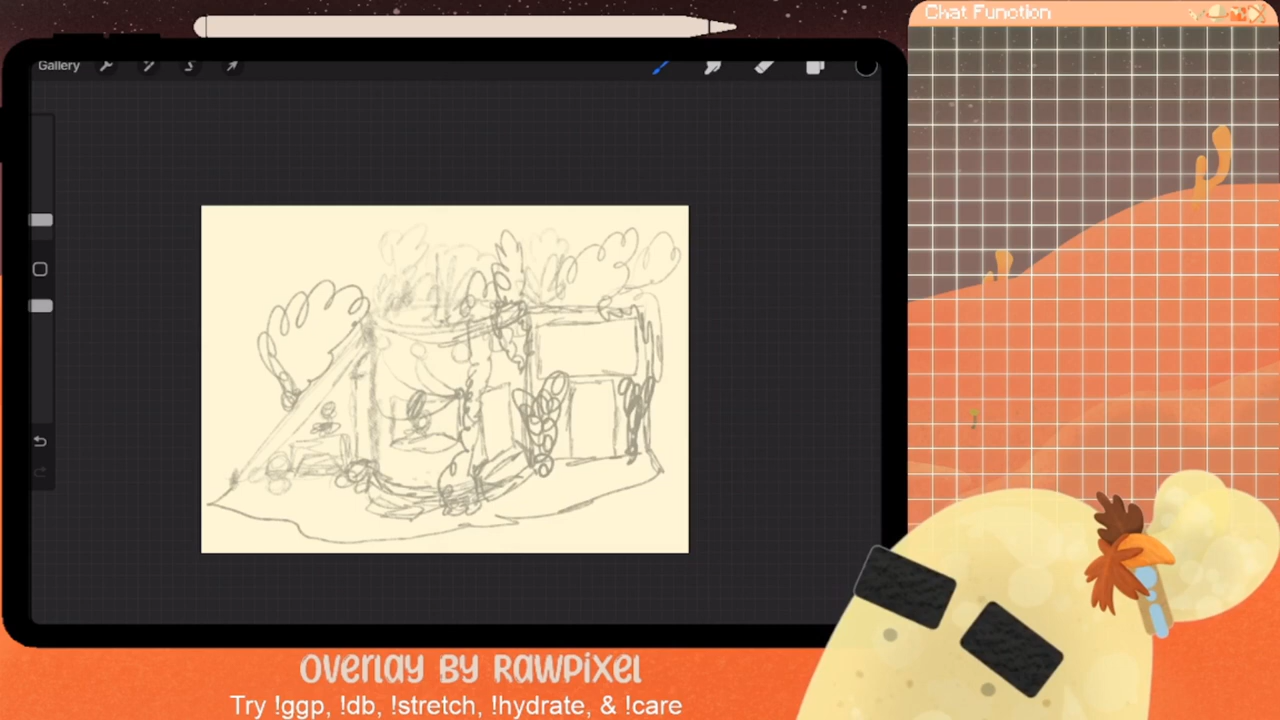 Chat Function
Gallery
Overlay by Rawpixel
Try !ggp, !db, !stretch, !hydrate, & !care